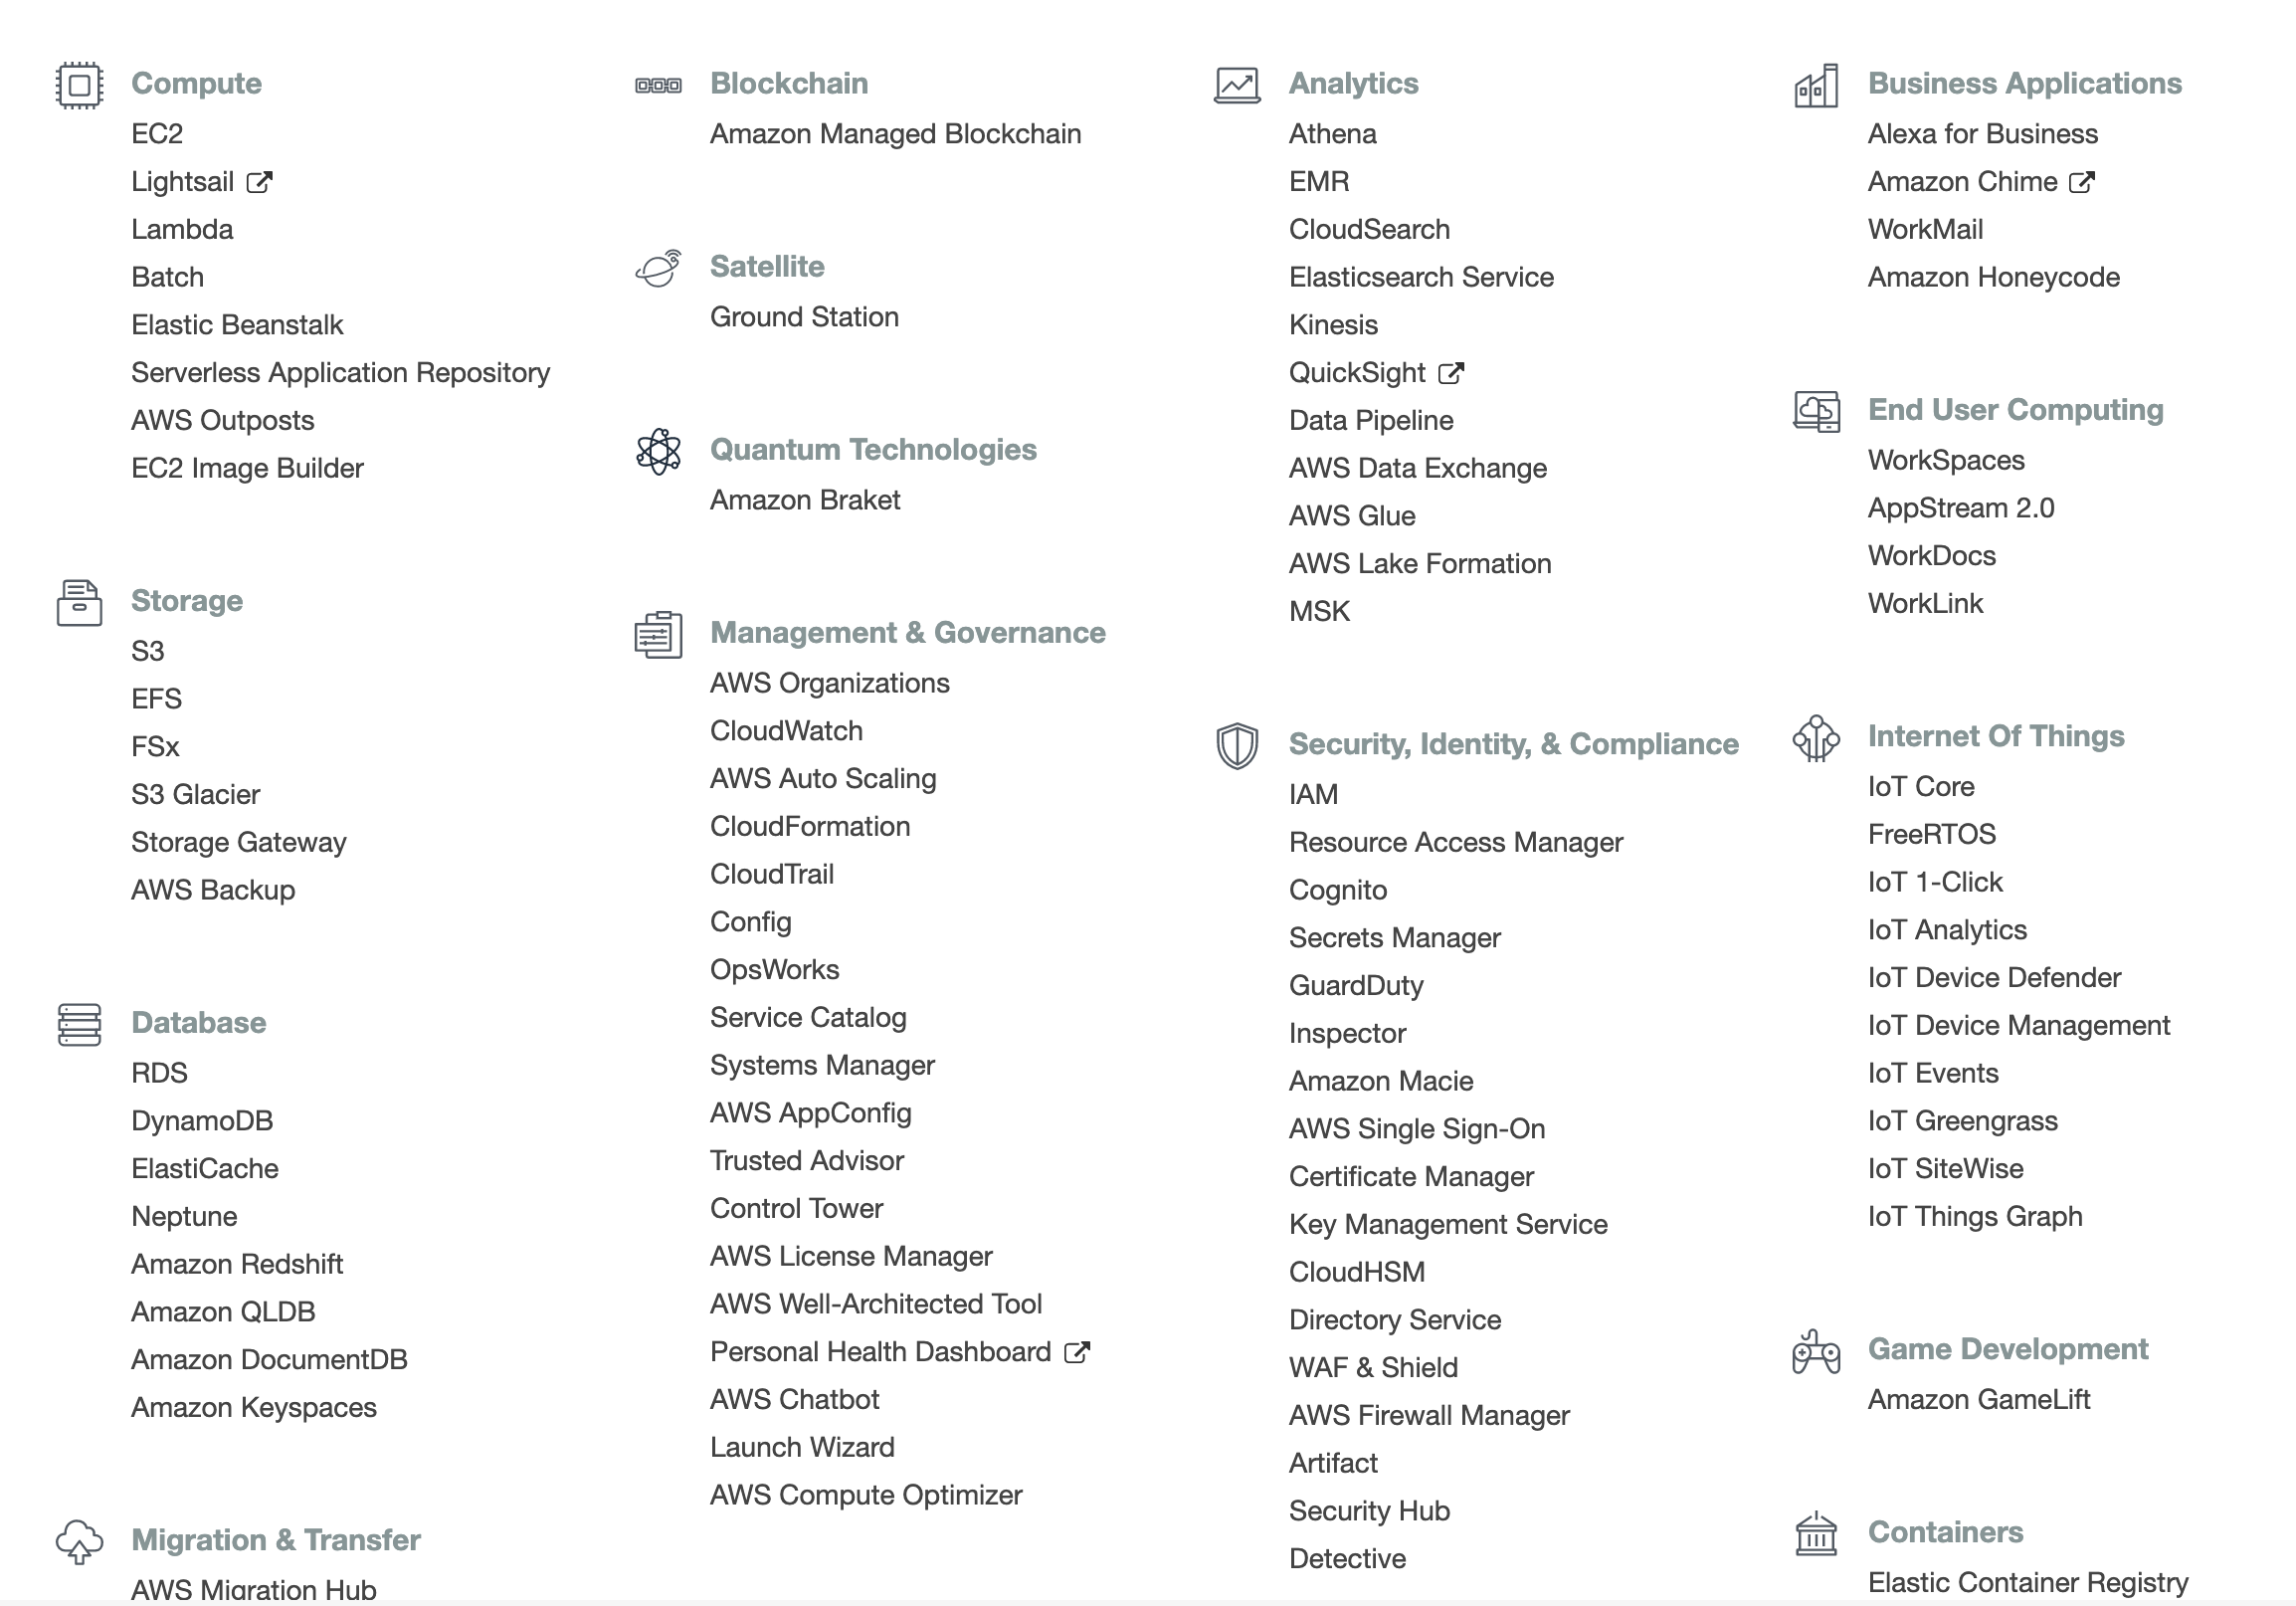 Compute
EC2
Lightsail
Lambda
Batch
Elastic Beanstalk
Serverless Application Repository
AWS Outposts
EC2 Image Builder
Storage
S3
EFS
FSx
S3 Glacier
Storage Gateway
AWS Backup
Database
RDS
DynamoDB
ElastiCache
Neptune
Amazon Redshift
Amazon QLDB
Amazon DocumentDB
Amazon Keyspaces
Migration & Transfer
AWS Migration Hub
Blockchain
Amazon Managed Blockchain
Satellite
Ground Station
Quantum Technologies
Amazon Braket
Management & Governance
AWS Organizations
CloudWatch
AWS Auto Scaling
CloudFormation
CloudTrail
Config
OpsWorks
Service Catalog
Systems Manager
AWS AppConfig
Trusted Advisor
Control Tower
AWS License Manager
AWS Well-Architected Tool
Personal Health Dashboard
AWS Chatbot
Launch Wizard
AWS Compute Optimizer
Analytics
Athena
EMR
CloudSearch
Elasticsearch Service
Kinesis
QuickSight
Data Pipeline
AWS Data Exchange
AWS Glue
AWS Lake Formation
MSK
Security, Identity, & Compliance
IAM
Resource Access Manager
Cognito
Secrets Manager
GuardDuty
Inspector
Amazon Macie
AWS Single Sign-On
Certificate Manager
Key Management Service
CloudHSM
Directory Service
WAF & Shield
AWS Firewall Manager
Artifact
Security Hub
Detective
Business Applications
Alexa for Business
Amazon Chime
WorkMail
Amazon Honeycode
End User Computing
WorkSpaces
AppStream 2.0
WorkDocs
WorkLink
Internet Of Things
IoT Core
FreeRTOS
IoT 1-Click
IoT Analytics
IoT Device Defender
IoT Device Management
IoT Events
IoT Greengrass
IoT SiteWise
IoT Things Graph
Game Development
Amazon GameLift
Containers
Elastic Container Registry